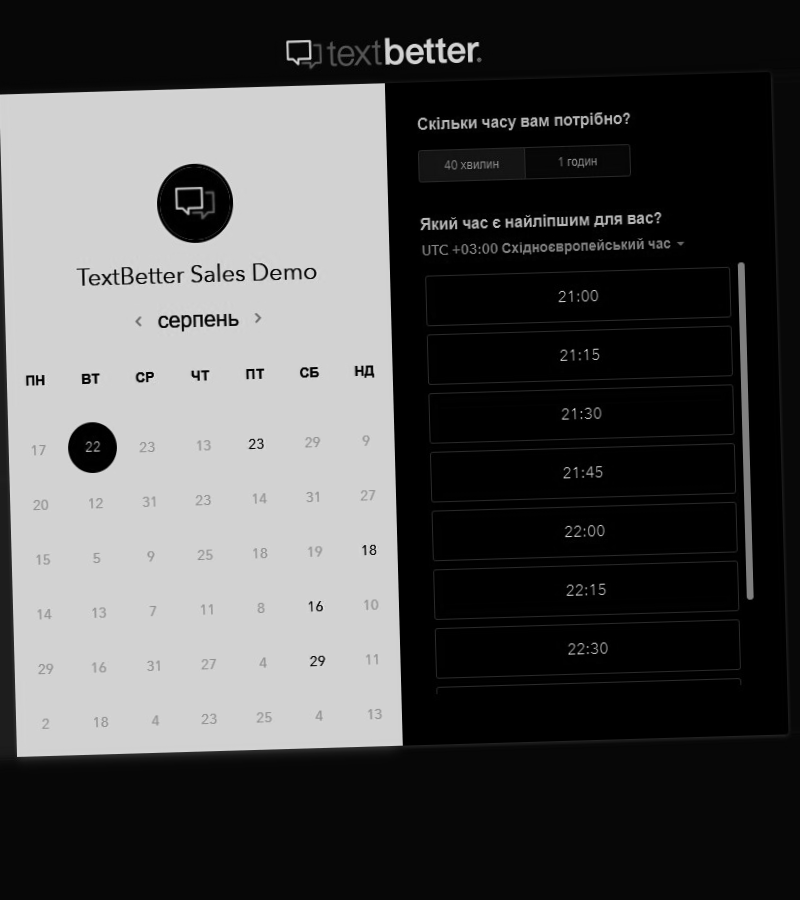 textbetter.
TextBetter Sales Demo
серпень
ПН ВТ СР ЧТ ПТ СБ НД
17 22 23 13 23 29 9
20 12 31 23 14 31 27
15 5 9 25 18 19 18
14 13 7 11 8 16 10
29 16 31 27 4 29 11
2 18 4 23 25 4 13
Скільки часу вам потрібно?
40 хвилин 1 годин
Який час є найліпшим для вас?
UTC +03:00 Східноєвропейський час
21:00
21:15
21:30
21:45
22:00
22:15
22:30